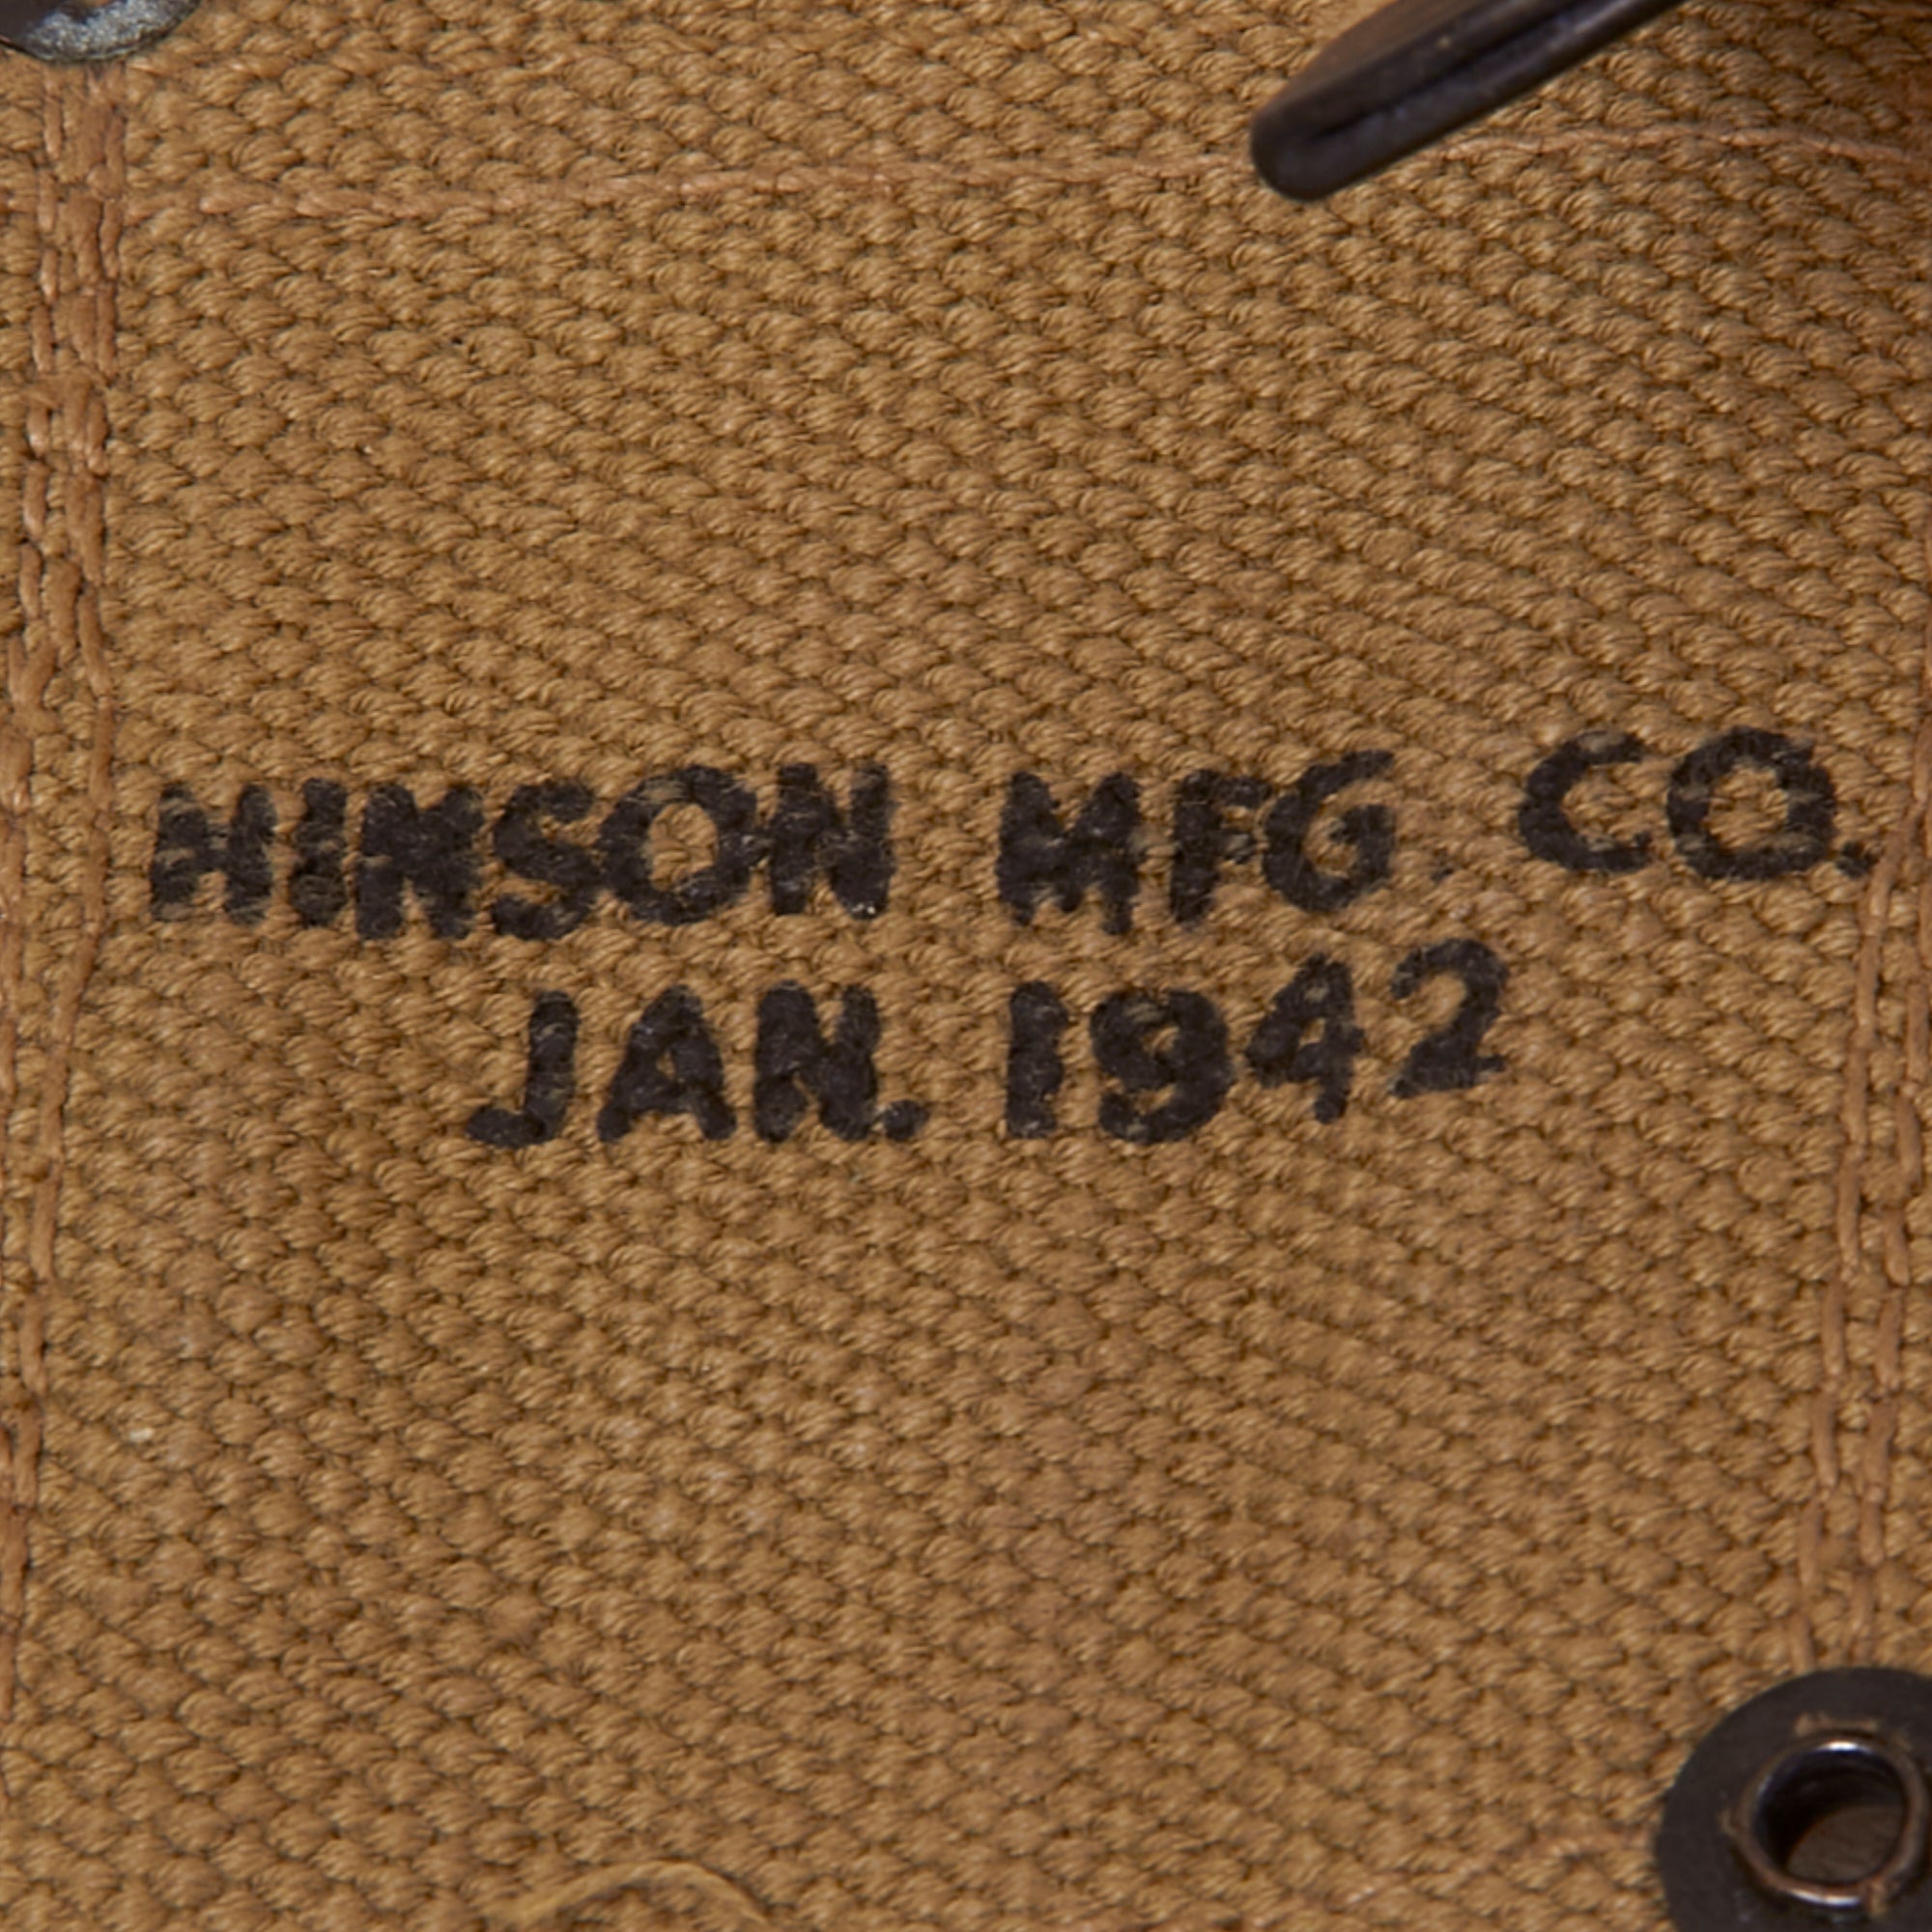 HINSON MFG. CO.
JAN. 1942